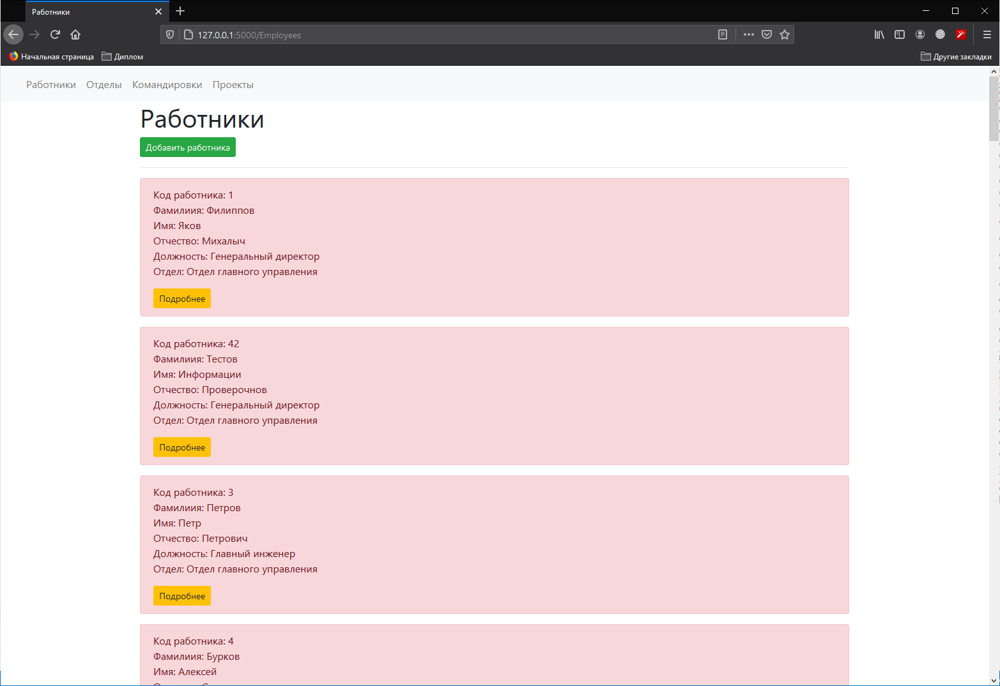 Работники
127.0.0.1:5000/Employees
Начальная страница Диплом Другие закладки
Работники Отделы Командировки Проекты
Работники
Добавить работника
Код работника: 1
Фамилиия: Филиппов
Имя: Яков
Отчество: Михалыч
Должность: Генеральный директор
Отдел: Отдел главного управления
Подробнее
Код работника: 42
Фамилиия: Тестов
Имя: Информации
Отчество: Проверочнов
Должность: Генеральный директор
Отдел: Отдел главного управления
Подробнее
Код работника: 3
Фамилиия: Петров
Имя: Петр
Отчество: Петрович
Должность: Главный инженер
Отдел: Отдел главного управления
Подробнее
Код работника: 4
Фамилиия: Бурков
Имя: Алексей